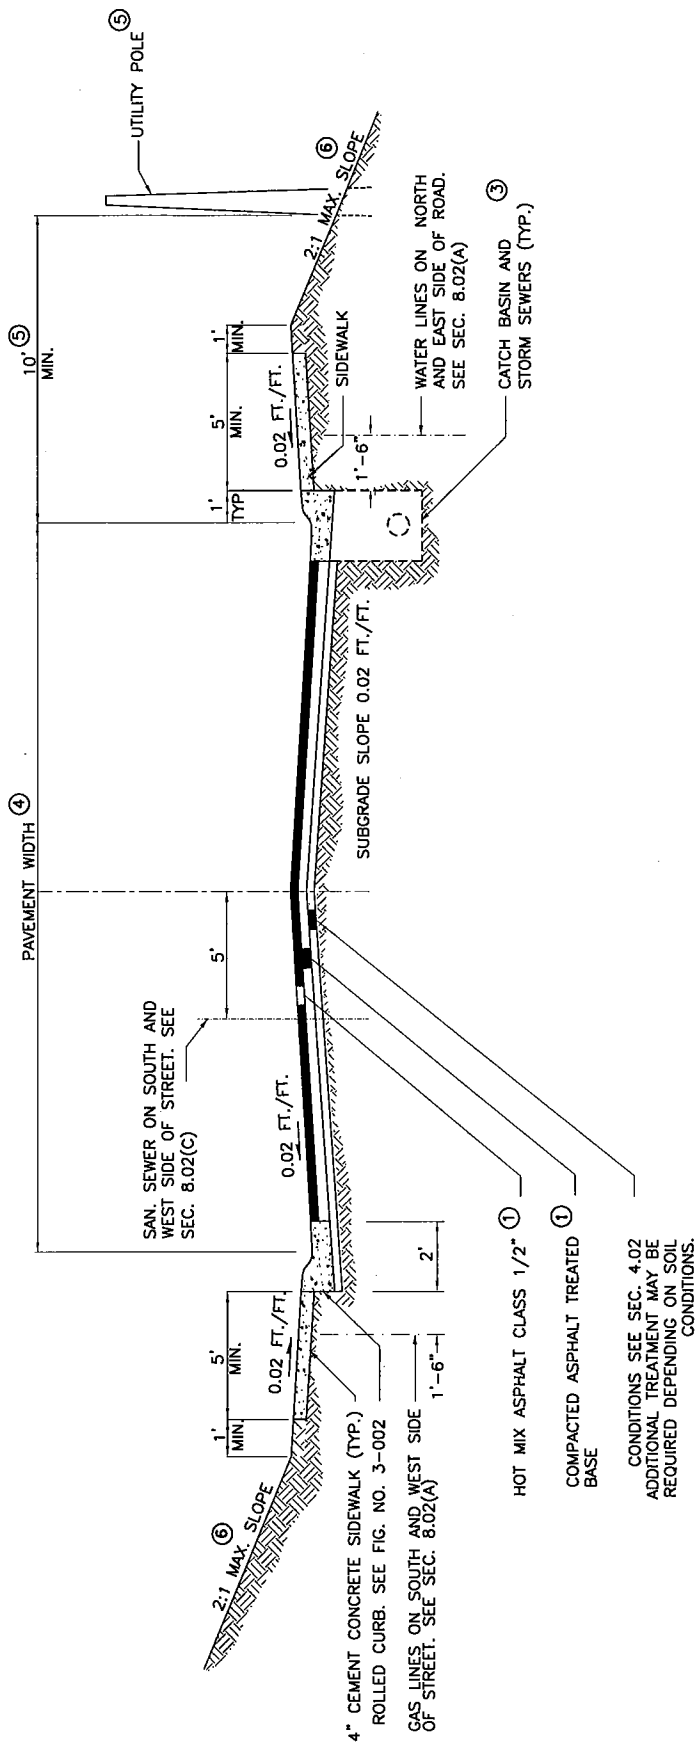 PAVEMENT WIDTH ④
10' ⑤
MIN.
UTILITY POLE ⑤
SAN. SEWER ON SOUTH AND
WEST SIDE OF STREET. SEE
SEC. 8.02(C)
5'
1'
MIN.
5'
MIN.
0.02 FT./FT.
0.02 FT./FT.
1'
TYP
5'
MIN.
1'
MIN.
0.02 FT./FT.
2:1 MAX. SLOPE ⑥
2:1 MAX. SLOPE ⑥
2'
1'-6"
SUBGRADE SLOPE 0.02 FT./FT.
1'-6"
SIDEWALK
4" CEMENT CONCRETE SIDEWALK (TYP.)
ROLLED CURB. SEE FIG. NO. 3-002
GAS LINES ON SOUTH AND WEST SIDE
OF STREET. SEE SEC. 8.02(A)
WATER LINES ON NORTH
AND EAST SIDE OF ROAD.
SEE SEC. 8.02(A)
CATCH BASIN AND ③
STORM SEWERS (TYP.)
HOT MIX ASPHALT CLASS 1/2" ①
COMPACTED ASPHALT TREATED ①
BASE
CONDITIONS SEE SEC. 4.02
ADDITIONAL TREATMENT MAY BE
REQUIRED DEPENDING ON SOIL
CONDITIONS.